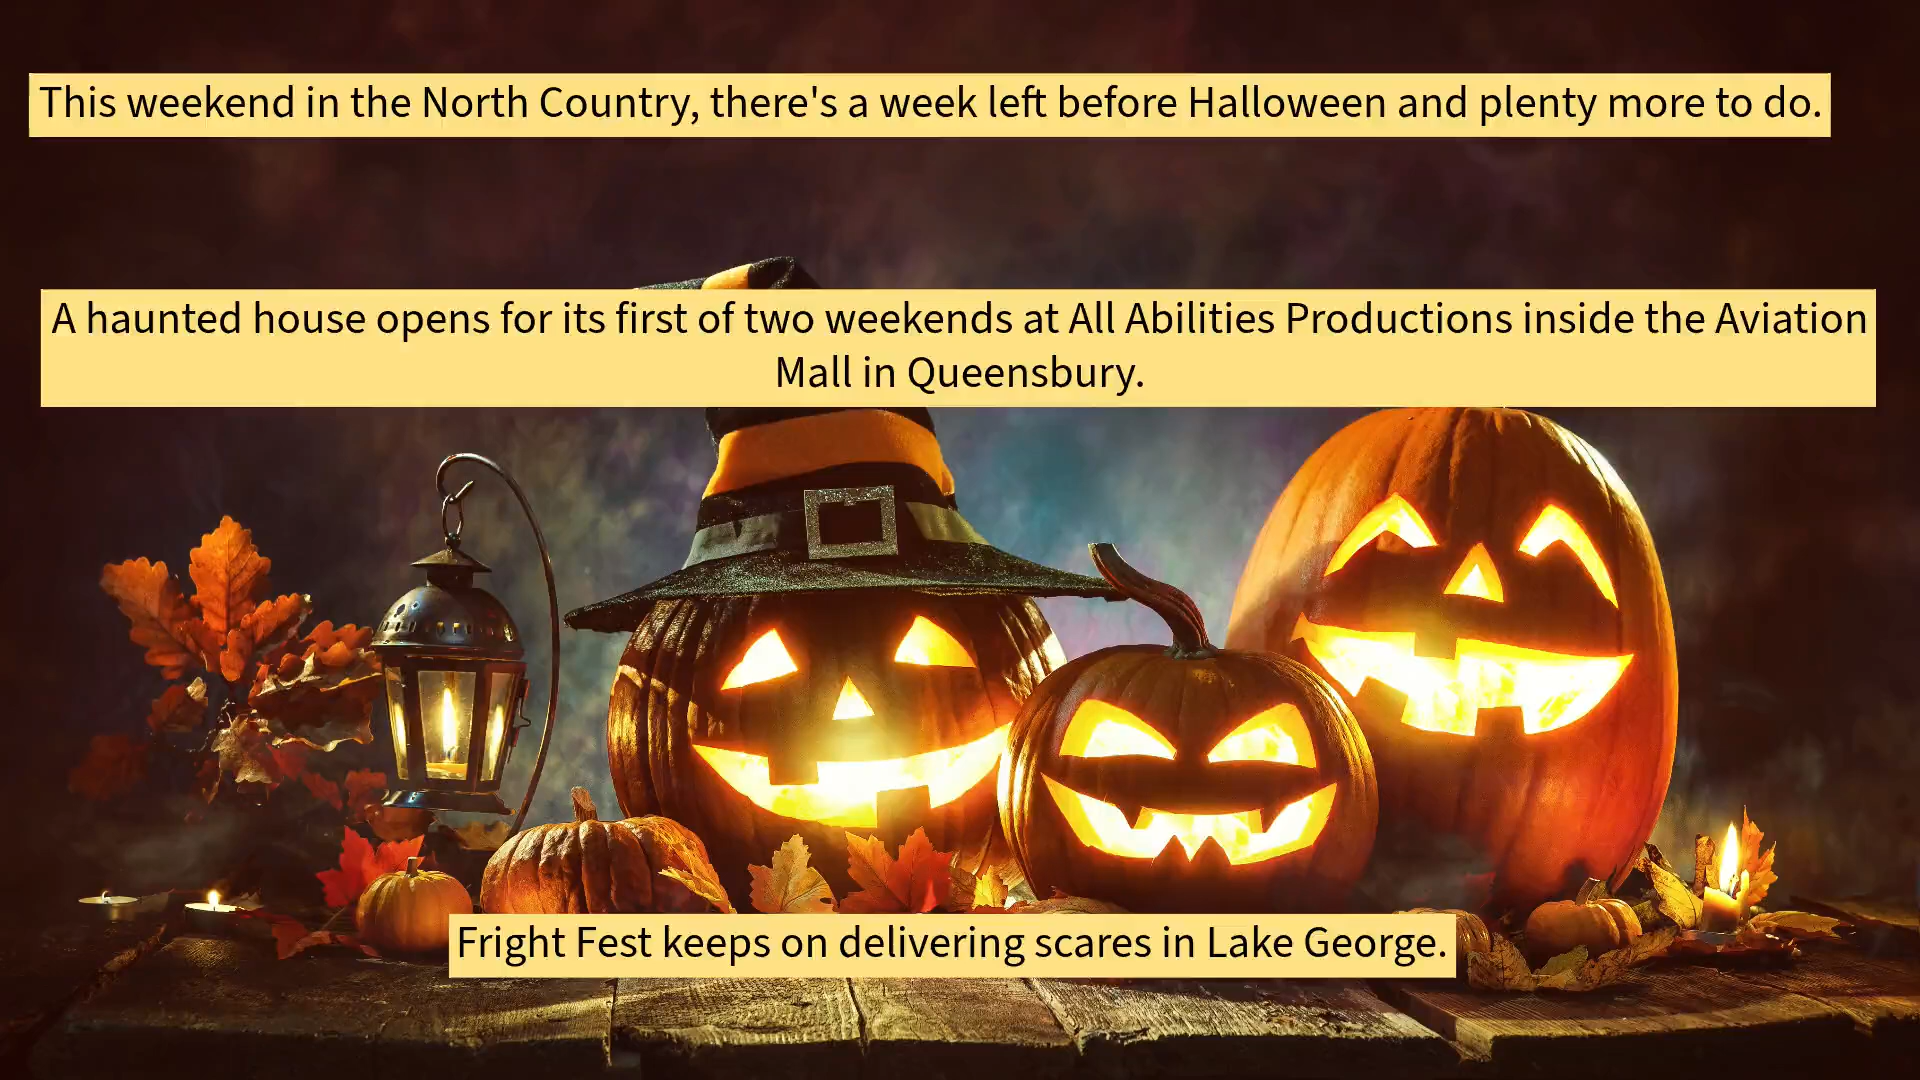 This weekend in the North Country, there's a week left before Halloween and plenty more to do.
A haunted house opens for its first of two weekends at All Abilities Productions inside the Aviation
Mall in Queensbury.
Fright Fest keeps on delivering scares in Lake George.